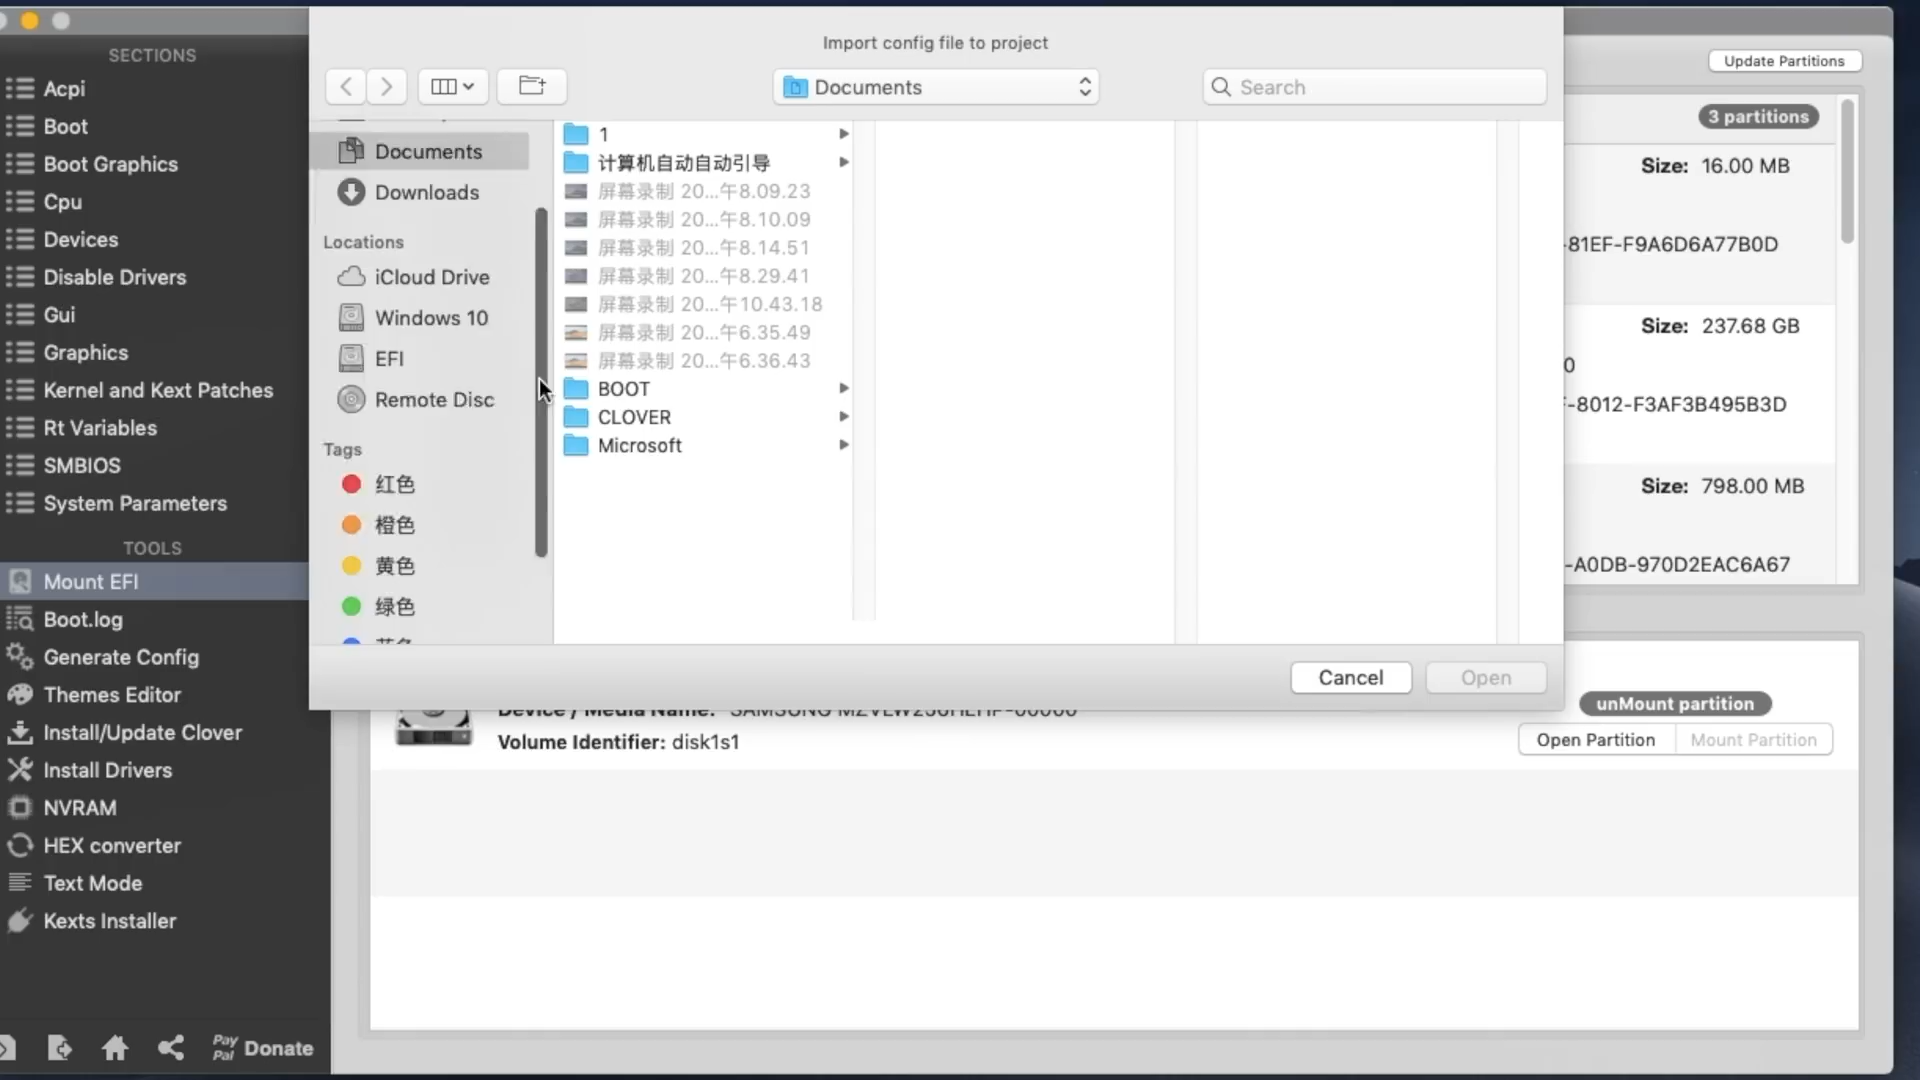 SECTIONS
Acpi
Boot
Boot Graphics
Cpu
Devices
Disable Drivers
Gui
Graphics
Kernel and Kext Patches
Rt Variables
SMBIOS
System Parameters
TOOLS
Mount EFI
Boot.log
Generate Config
Themes Editor
Install/Update Clover
Install Drivers
NVRAM
HEX converter
Text Mode
Kexts Installer
Pay
Pal
Donate
Import config file to project
Documents
Search
Documents
Downloads
Locations
iCloud Drive
Windows 10
EFI
Remote Disc
Tags
红色
橙色
黄色
绿色
1
计算机自动自动引导
屏幕录制 20...午8.09.23
屏幕录制 20...午8.10.09
屏幕录制 20...午8.14.51
屏幕录制 20...午8.29.41
屏幕录制 20...午10.43.18
屏幕录制 20...午6.35.49
屏幕录制 20...午6.36.43
BOOT
CLOVER
Microsoft
Cancel
Open
Update Partitions
3 partitions
Size: 16.00 MB
-81EF-F9A6D6A77B0D
Size: 237.68 GB
0
-8012-F3AF3B495B3D
Size: 798.00 MB
-A0DB-970D2EAC6A67
Device / Media Name:
Volume Identifier: disk1s1
unMount partition
Open Partition
Mount Partition